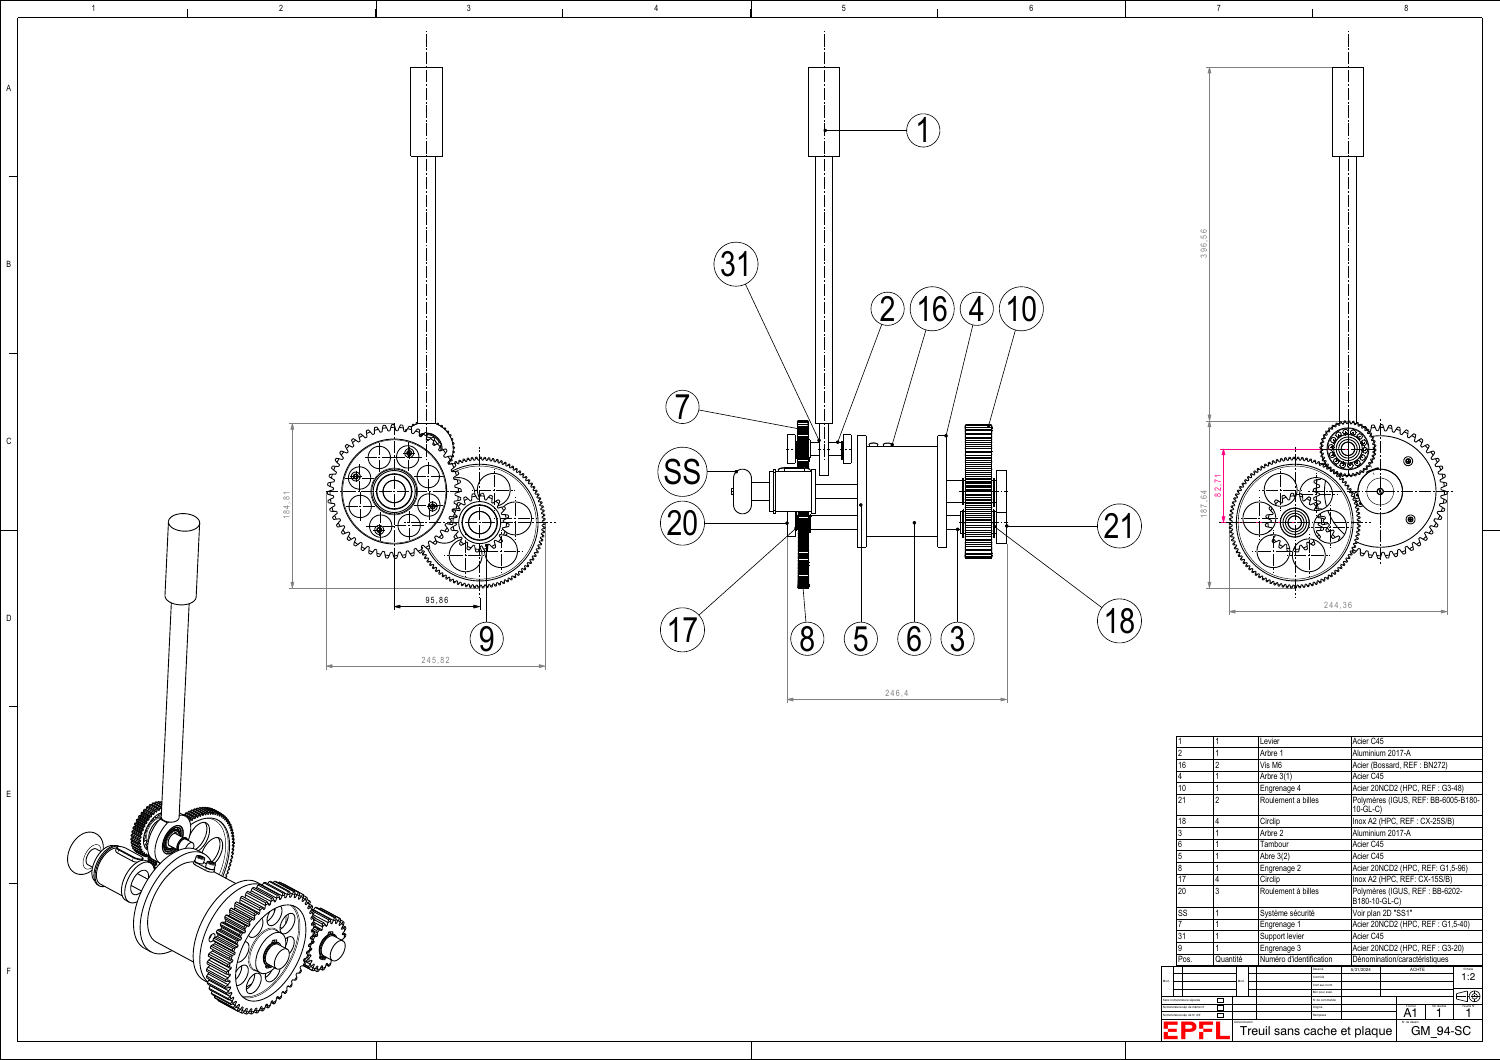 1 2 3 4 5 6 7 8
A
B
C
D
E
F
1
31
2 16 4 10
7
SS
20
21
17
8 5 6 3
18
9
184,81
95,86
245,82
246,4
396,56
187,64
82,71
244,36
1 1 Levier Acier C45
2 1 Arbre 1 Aluminium 2017-A
16 2 Vis M6 Acier (Bossard, REF : BN272)
4 1 Arbre 3(1) Acier C45
10 1 Engrenage 4 Acier 20NCD2 (HPC, REF : G3-48)
21 2 Roulement a billes Polymères (IGUS, REF: BB-6005-B180-
10-GL-C)
18 4 Circlip Inox A2 (HPC, REF : CX-25S/B)
3 1 Arbre 2 Aluminium 2017-A
6 1 Tambour Acier C45
5 1 Abre 3(2) Acier C45
8 1 Engrenage 2 Acier 20NCD2 (HPC, REF: G1,5-96)
17 4 Circlip Inox A2 (HPC, REF: CX-15S/B)
20 3 Roulement à billes Polymères (IGUS, REF : BB-6202-
B180-10-GL-C)
SS 1 Système sécurité Voir plan 2D "SS1"
7 1 Engrenage 1 Acier 20NCD2 (HPC, REF : G1,5-40)
31 1 Support levier Acier C45
9 1 Engrenage 3 Acier 20NCD2 (HPC, REF : G3-20)
Pos. Quantité Numéro d'identification Dénomination/caractéristiques
5/31/2024 ACHTE
1:2
A1 1 1
EPFL Treuil sans cache et plaque GM_94-SC